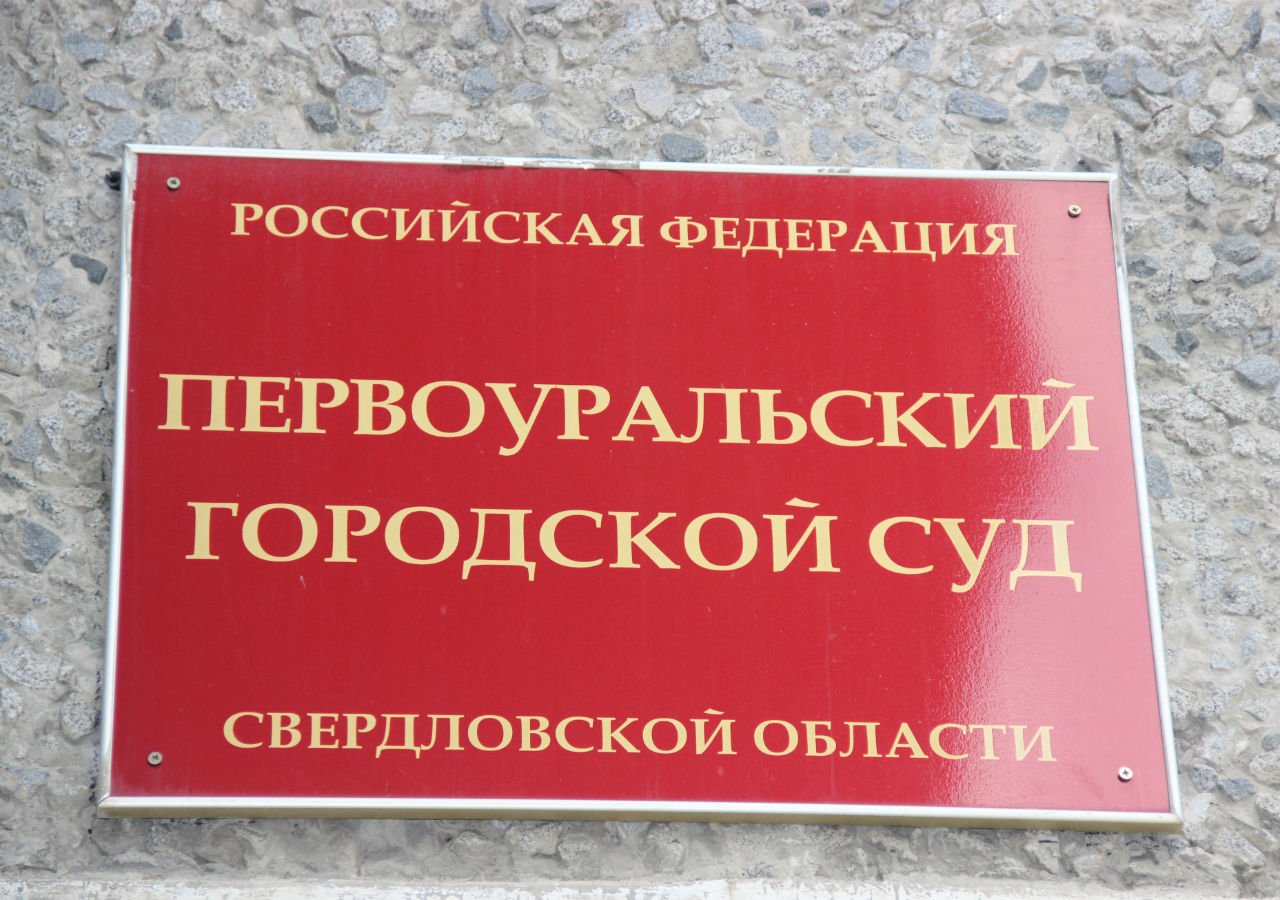 РОССИЙСКАЯ ФЕДЕРАЦИЯ
ПЕРВОУРАЛЬСКИЙ
ГОРОДСКОЙ СУД
СВЕРДЛОВСКОЙ ОБЛАСТИ